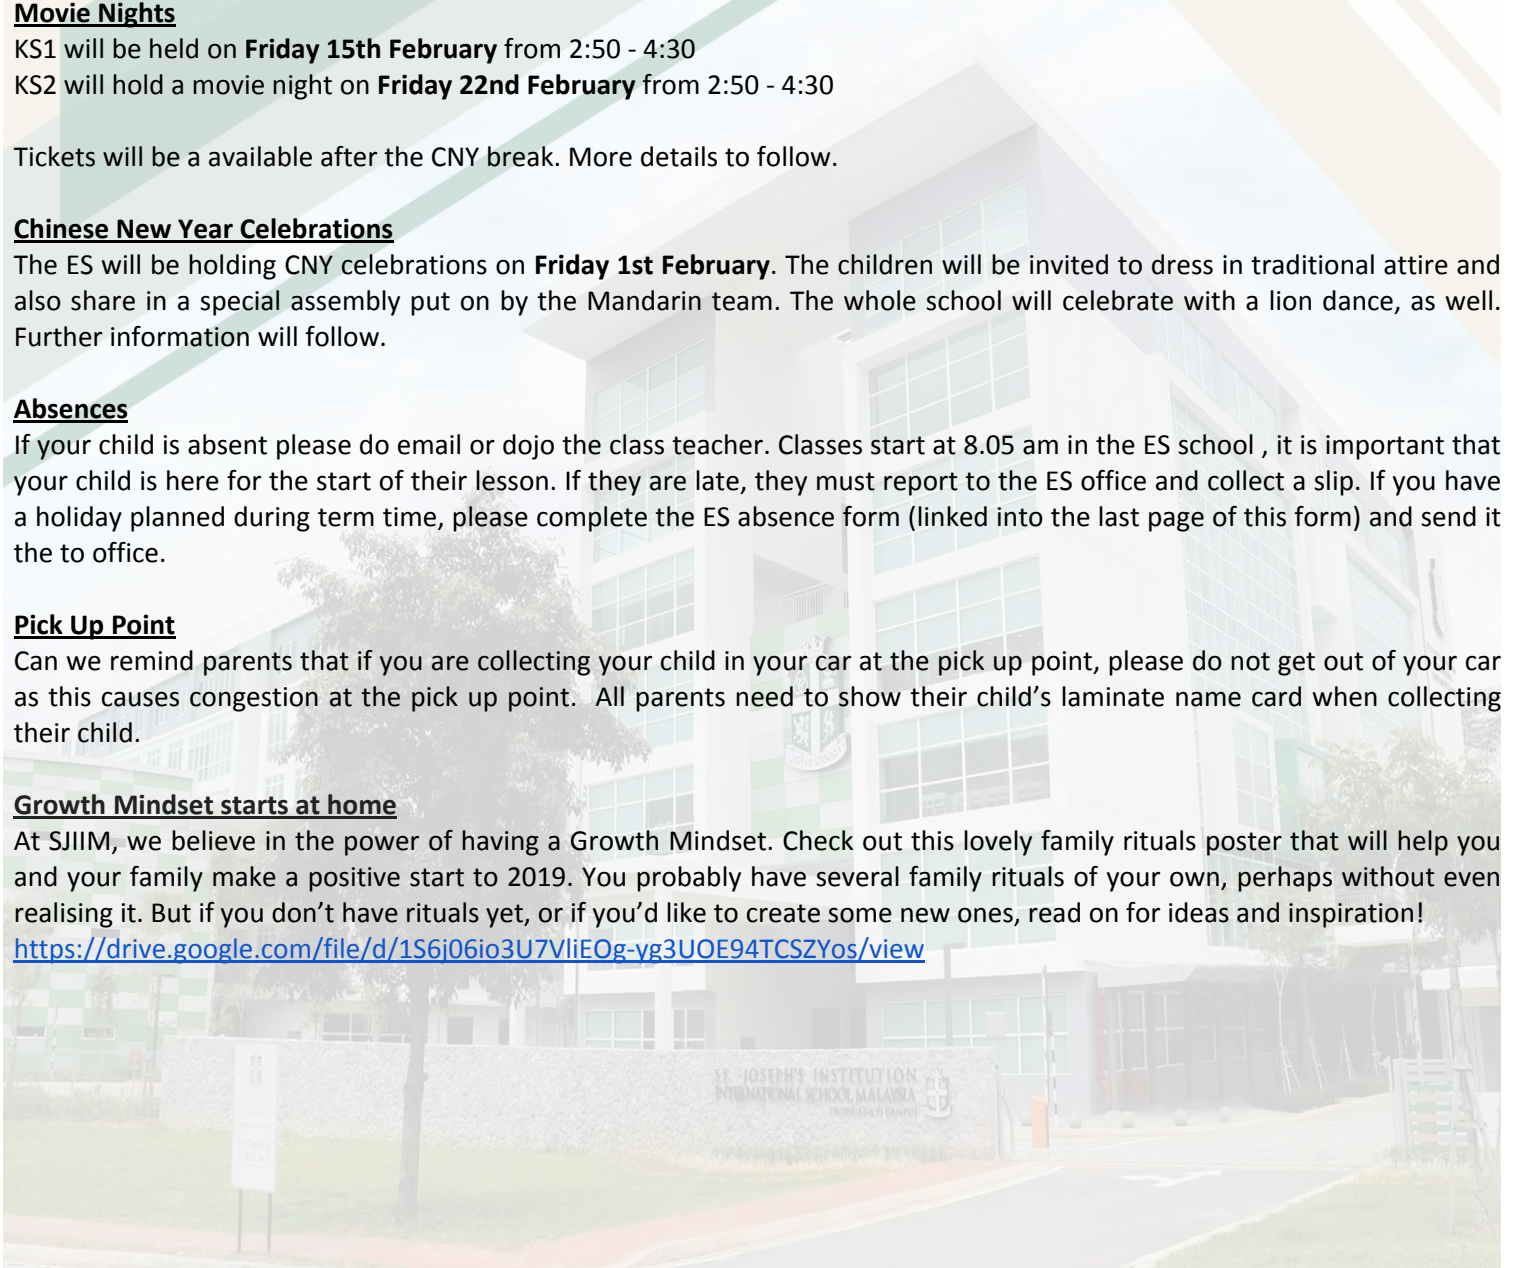 Movie Nights
KS1 will be held on Friday 15th February from 2:50 - 4:30
KS2 will hold a movie night on Friday 22nd February from 2:50 - 4:30
Tickets will be a available after the CNY break. More details to follow.
Chinese New Year Celebrations
The ES will be holding CNY celebrations on Friday 1st February. The children will be invited to dress in traditional attire and
also share in a special assembly put on by the Mandarin team. The whole school will celebrate with a lion dance, as well.
Further information will follow.
Absences
If your child is absent please do email or dojo the class teacher. Classes start at 8.05 am in the ES school , it is important that
your child is here for the start of their lesson. If they are late, they must report to the ES office and collect a slip. If you have
a holiday planned during term time, please complete the ES absence form (linked into the last page of this form) and send it
the to office.
Pick Up Point
Can we remind parents that if you are collecting your child in your car at the pick up point, please do not get out of your car
as this causes congestion at the pick up point. All parents need to show their child’s laminate name card when collecting
their child.
Growth Mindset starts at home
At SJIIM, we believe in the power of having a Growth Mindset. Check out this lovely family rituals poster that will help you
and your family make a positive start to 2019. You probably have several family rituals of your own, perhaps without even
realising it. But if you don’t have rituals yet, or if you’d like to create some new ones, read on for ideas and inspiration!
https://drive.google.com/file/d/1S6j06io3U7VliEOg-yg3UOE94TCSZYos/view
ST. JOSEPH'S INSTITUTION
INTERNATIONAL SCHOOL MALAYSIA